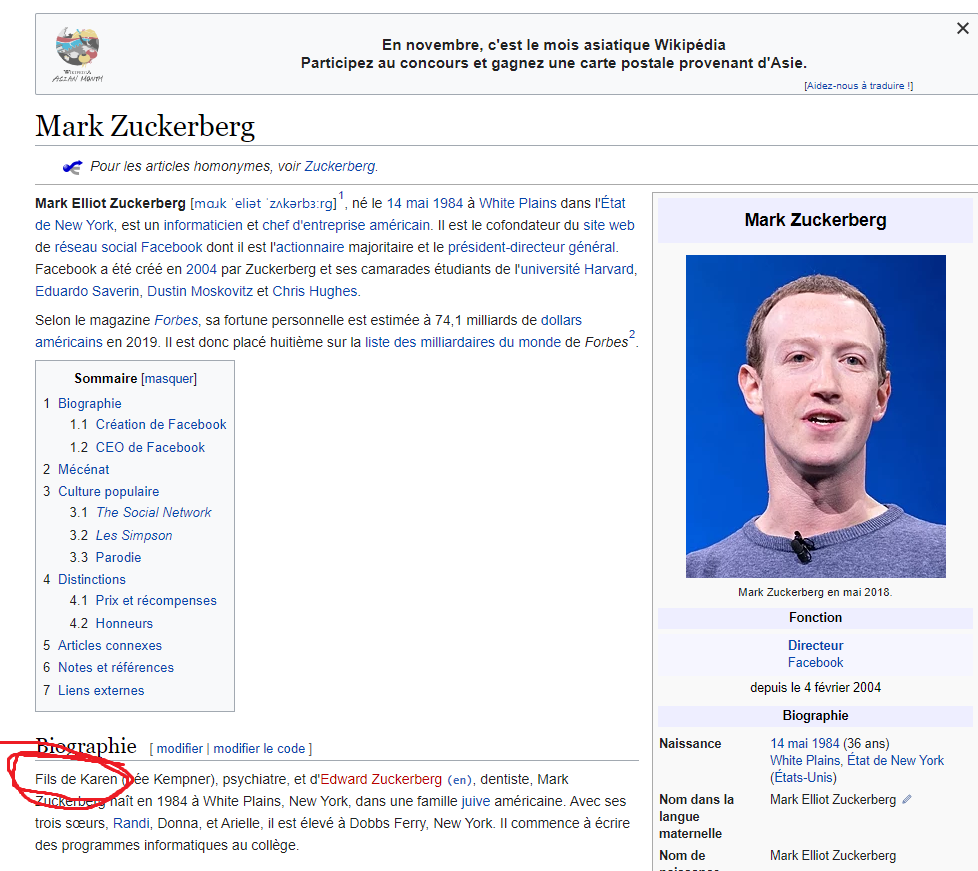 En novembre, c'est le mois asiatique Wikipédia
Participez au concours et gagnez une carte postale provenant d'Asie.
[Aidez-nous à traduire !]
WIKIPEDIA
ASIAN MONTH
Mark Zuckerberg
Pour les articles homonymes, voir Zuckerberg.
Mark Elliot Zuckerberg [mɑɹk ˈeliət ˈzʌkərbɜːrg]1, né le 14 mai 1984 à White Plains dans l'État
de New York, est un informaticien et chef d'entreprise américain. Il est le cofondateur du site web
de réseau social Facebook dont il est l'actionnaire majoritaire et le président-directeur général.
Facebook a été créé en 2004 par Zuckerberg et ses camarades étudiants de l'université Harvard,
Eduardo Saverin, Dustin Moskovitz et Chris Hughes.
Selon le magazine Forbes, sa fortune personnelle est estimée à 74,1 milliards de dollars
américains en 2019. Il est donc placé huitième sur la liste des milliardaires du monde de Forbes2.
Sommaire [masquer]
1 Biographie
1.1 Création de Facebook
1.2 CEO de Facebook
2 Mécénat
3 Culture populaire
3.1 The Social Network
3.2 Les Simpson
3.3 Parodie
4 Distinctions
4.1 Prix et récompenses
4.2 Honneurs
5 Articles connexes
6 Notes et références
7 Liens externes
Biographie [ modifier | modifier le code ]
Fils de Karen (née Kempner), psychiatre, et d'Edward Zuckerberg (en), dentiste, Mark
Zuckerberg naît en 1984 à White Plains, New York, dans une famille juive américaine. Avec ses
trois sœurs, Randi, Donna, et Arielle, il est élevé à Dobbs Ferry, New York. Il commence à écrire
des programmes informatiques au collège.
Mark Zuckerberg
Mark Zuckerberg en mai 2018.
Fonction
Directeur
Facebook
depuis le 4 février 2004
Biographie
Naissance 14 mai 1984 (36 ans)
White Plains, État de New York
(États-Unis)
Nom dans la Mark Elliot Zuckerberg
langue
maternelle
Nom de Mark Elliot Zuckerberg
naissance